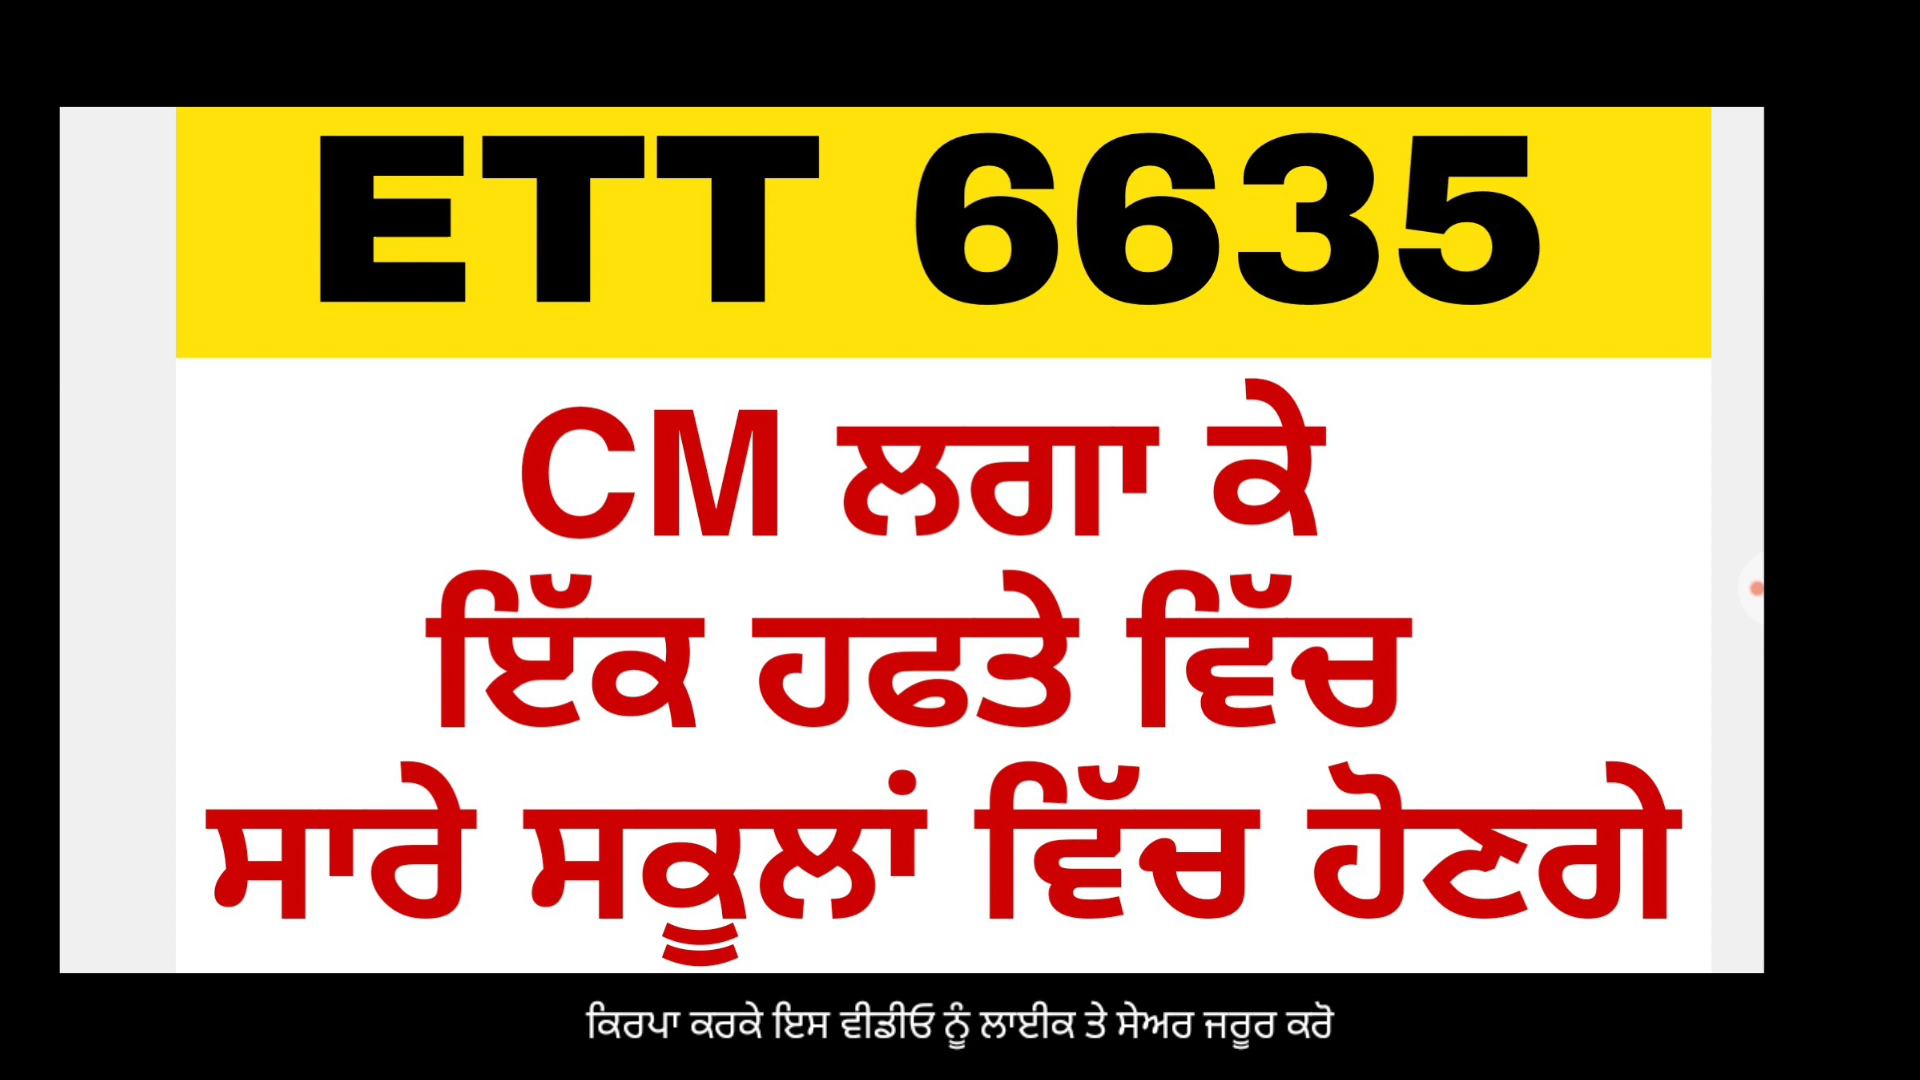 ETT 6635
CM ਲਗਾ ਕੇ
ਇੱਕ ਹਫਤੇ ਵਿੱਚ
ਸਾਰੇ ਸਕੂਲਾਂ ਵਿੱਚ ਹੋਣਗੇ
ਕਿਰਪਾ ਕਰਕੇ ਇਸ ਵੀਡੀਓ ਨੂੰ ਲਾਈਕ ਤੇ ਸੇਅਰ ਜਰੂਰ ਕਰੋ